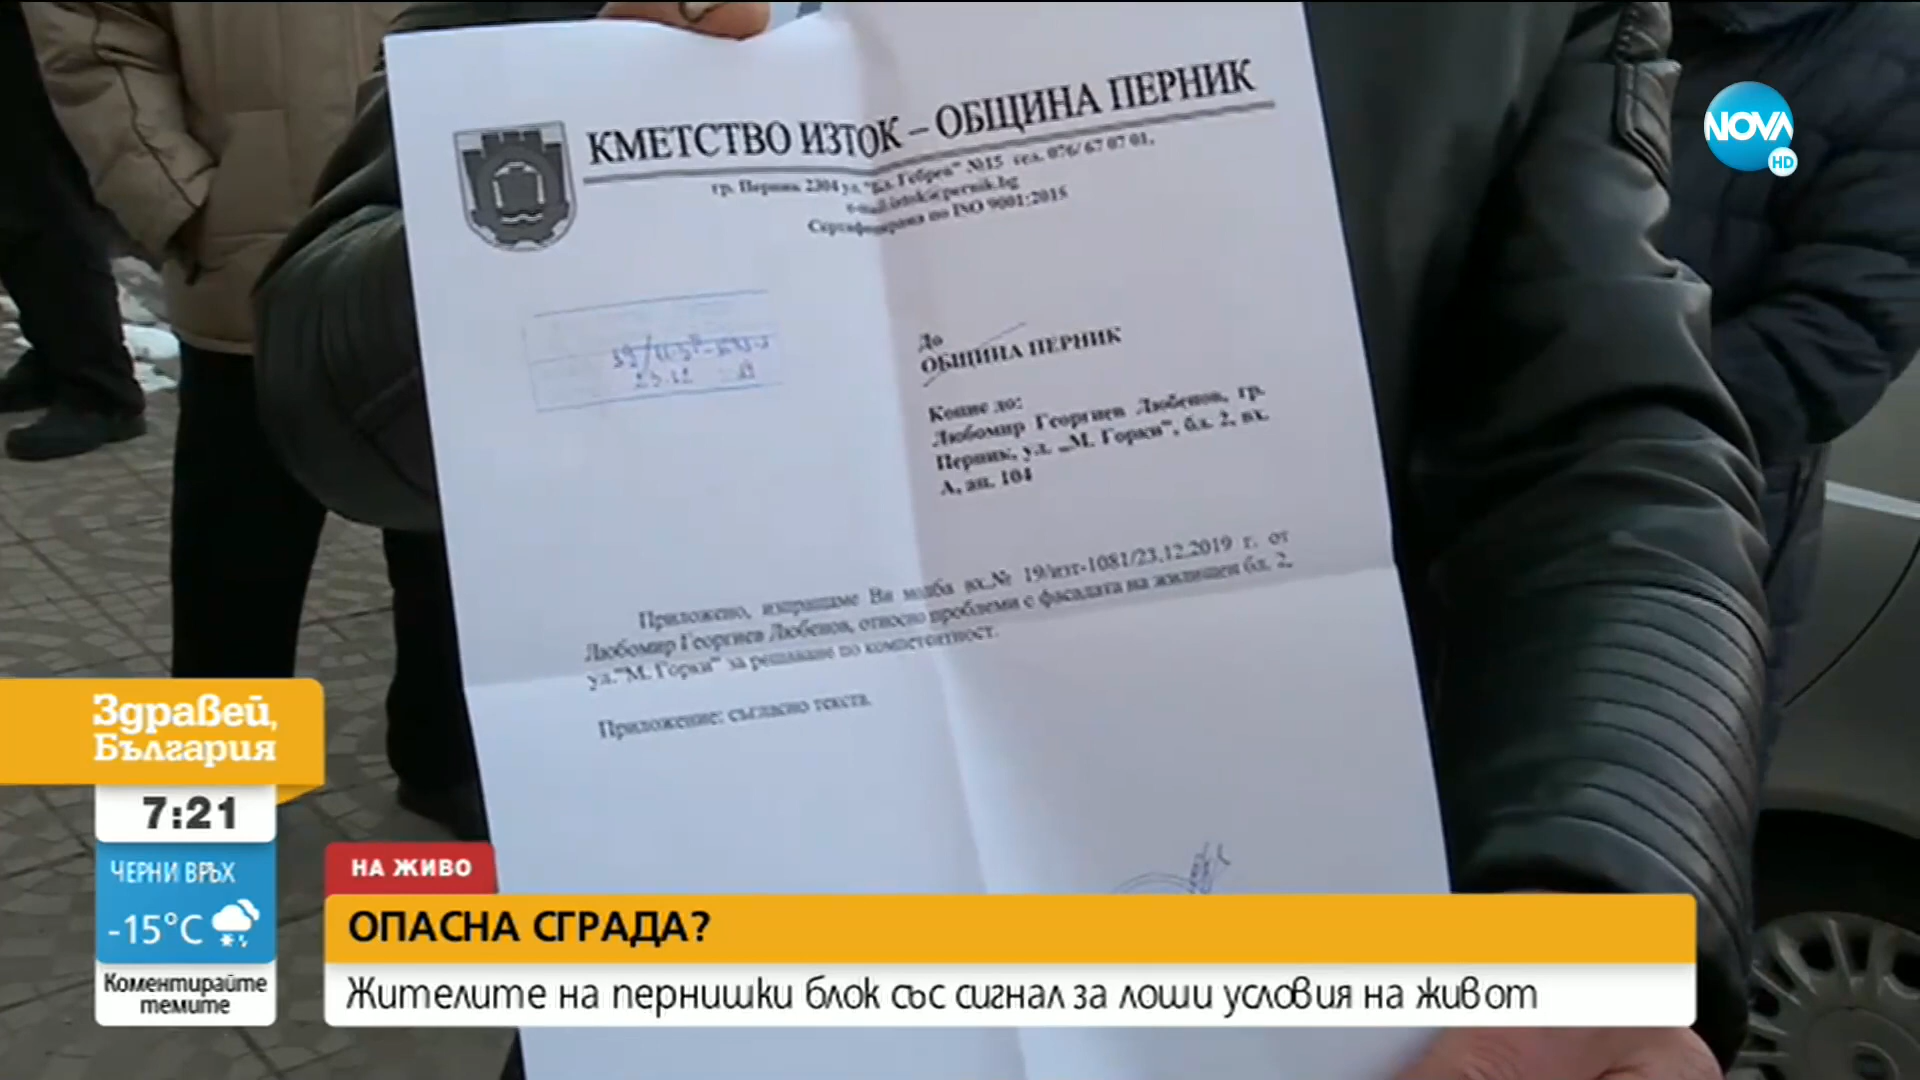 NOVA
HD
КМЕТСТВО ИЗТОК – ОБЩИНА ПЕРНИК
гр. Перник 2304 ул. "Бл. Гебрев" №15 тел. 076/ 67 07 01,
Сертифицирана по ISO 9001:2015
До
ОБЩИНА ПЕРНИК
Копие до:
Любомир Георгиев Любенов, гр.
Перник, ул. „М. Горки", бл. 2, вх.
А, ап. 104
Приложено, изпращаме Ви молба вх.№ 19/изт-1081/23.12.2019 г. от
Любомир Георгиев Любенов, относно проблеми с фасадата на жилищен бл. 2,
ул."М. Горки" за решаване по компетентност.
Приложение: съгласно текста.
Здравей,
България
7:21
ЧЕРНИ ВРЪХ
-15°C
Коментирайте
темите
НА ЖИВО
ОПАСНА СГРАДА?
Жителите на пернишки блок със сигнал за лоши условия на живот